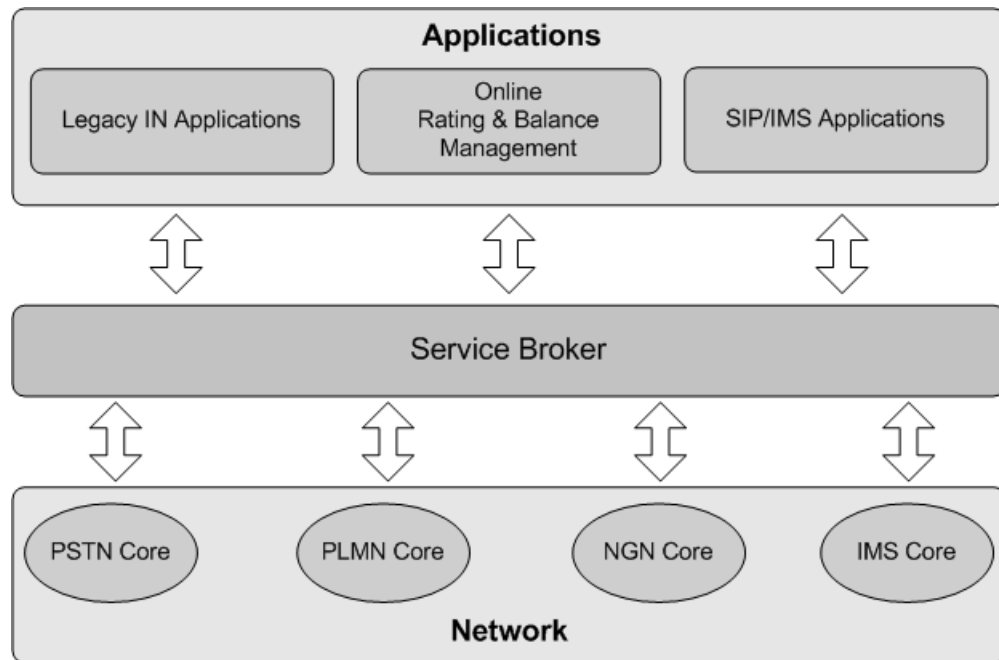 Applications
Legacy IN Applications
Online
Rating & Balance
Management
SIP/IMS Applications
Service Broker
PSTN Core
PLMN Core
NGN Core
IMS Core
Network